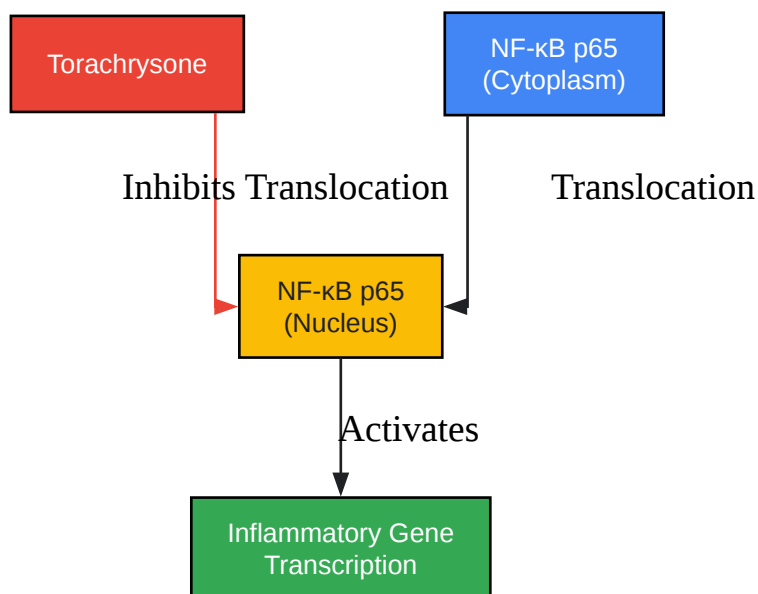 Torachrysone
NF-κB p65
(Cytoplasm)
Inhibits Translocation
Translocation
NF-κB p65
(Nucleus)
Activates
Inflammatory Gene
Transcription